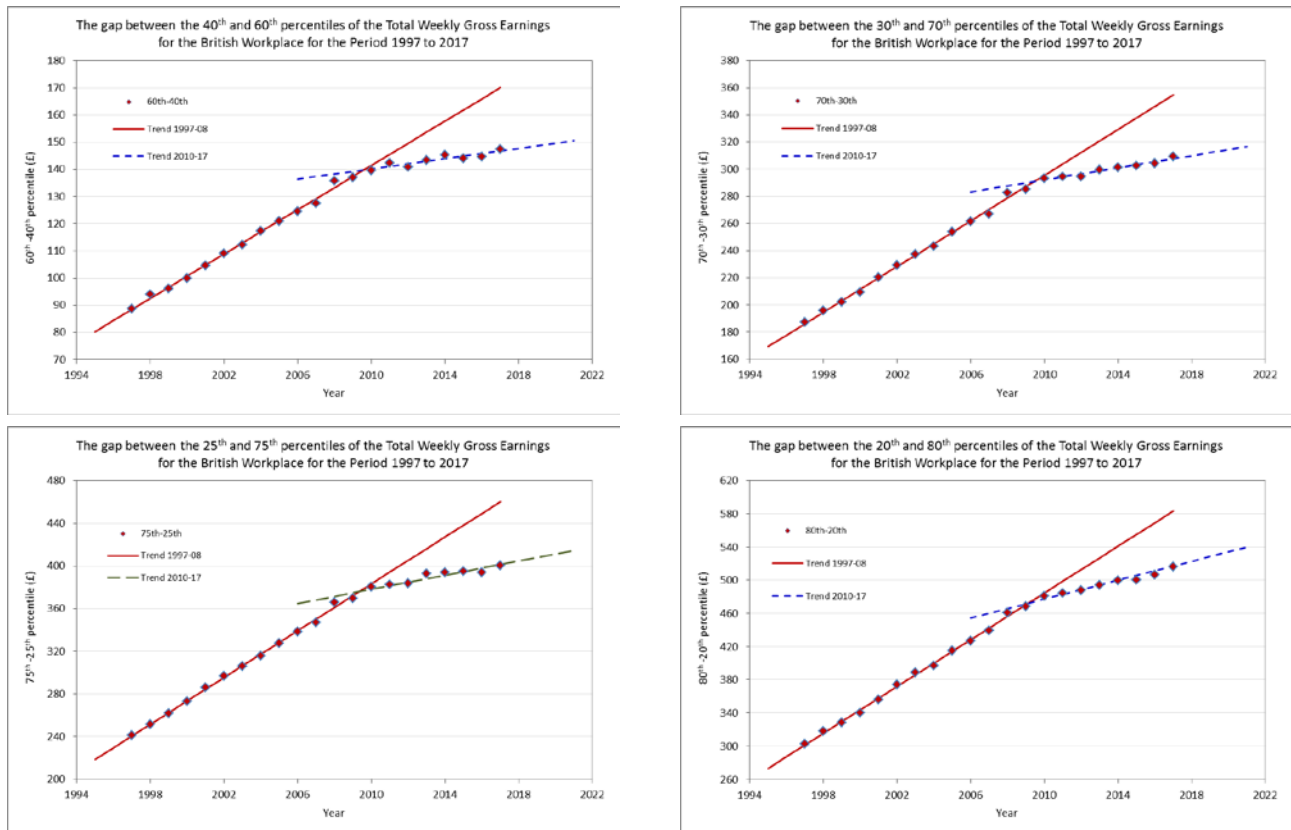 The gap between the 40th and 60th percentiles of the Total Weekly Gross Earnings
for the British Workplace for the Period 1997 to 2017
170
160
150
140
130
120
110
100
90
80
70
60th -40th percentile (£)
60th-40th
Trend 1997-08
Trend 2010-17
1994 1998 2002 2006 2010 2014 2018 2022
Year
The gap between the 30th and 70th percentiles of the Total Weekly Gross Earnings
for the British Workplace for the Period 1997 to 2017
380
360
340
320
300
280
260
240
220
200
180
160
70th -30th percentile (£)
70th-30th
Trend 1997-08
Trend 2010-17
1994 1998 2002 2006 2010 2014 2018 2022
Year
The gap between the 25th and 75th percentiles of the Total Weekly Gross Earnings
for the British Workplace for the Period 1997 to 2017
480
440
400
360
320
280
240
200
75th -25th percentile (£)
75th-25th
Trend 1997-08
Trend 2010-17
1994 1998 2002 2006 2010 2014 2018 2022
Year
The gap between the 20th and 80th percentiles of the Total Weekly Gross Earnings
for the British Workplace for the Period 1997 to 2017
620
580
540
500
460
420
380
340
300
260
80th -20th percentile (£)
80th-20th
Trend 1997-08
Trend 2010-17
1994 1998 2002 2006 2010 2014 2018 2022
Year